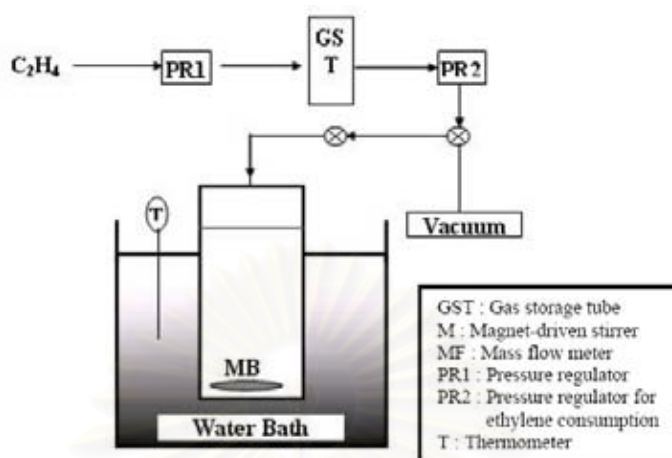 C₂H₄
PR1
GS
T
PR2
T
Vacuum
MB
Water Bath
GST : Gas storage tube
M : Magnet-driven stirrer
MF : Mass flow meter
PR1 : Pressure regulator
PR2 : Pressure regulator for
ethylene consumption
T : Thermometer